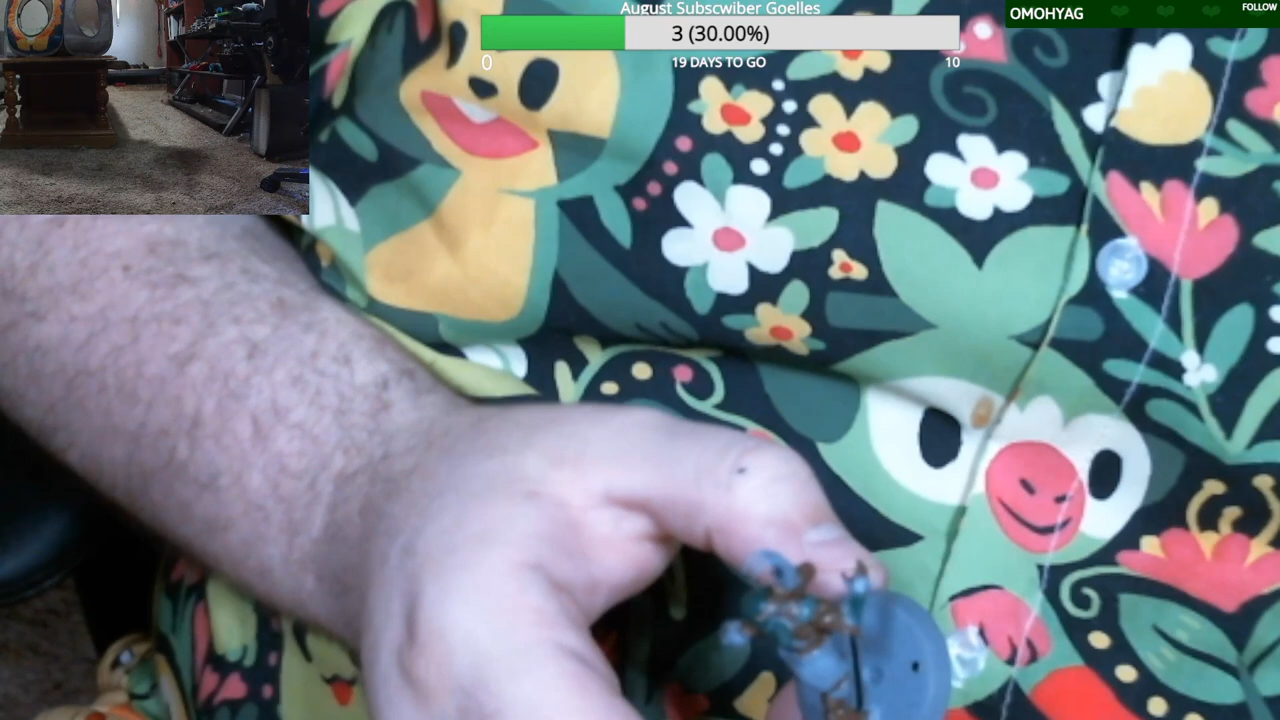 August Subscwiber Goelles
3 (30.00%)
0 19 DAYS TO GO 10
OMOHYAG
FOLLOW